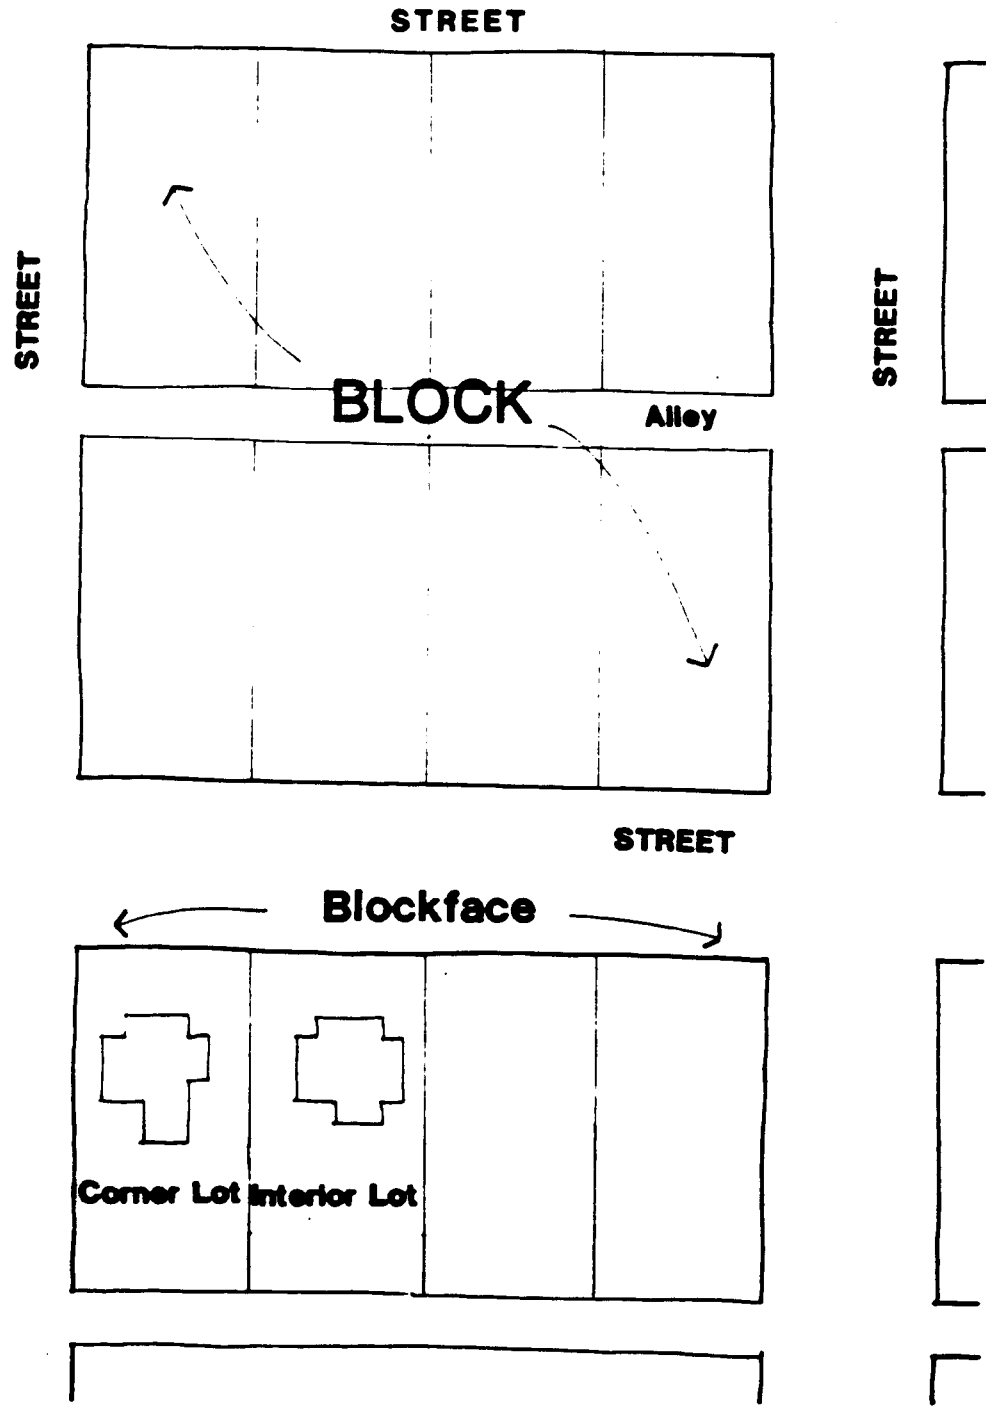 STREET
STREET
STREET
BLOCK
Alley
STREET
Blockface
Corner Lot
Interior Lot